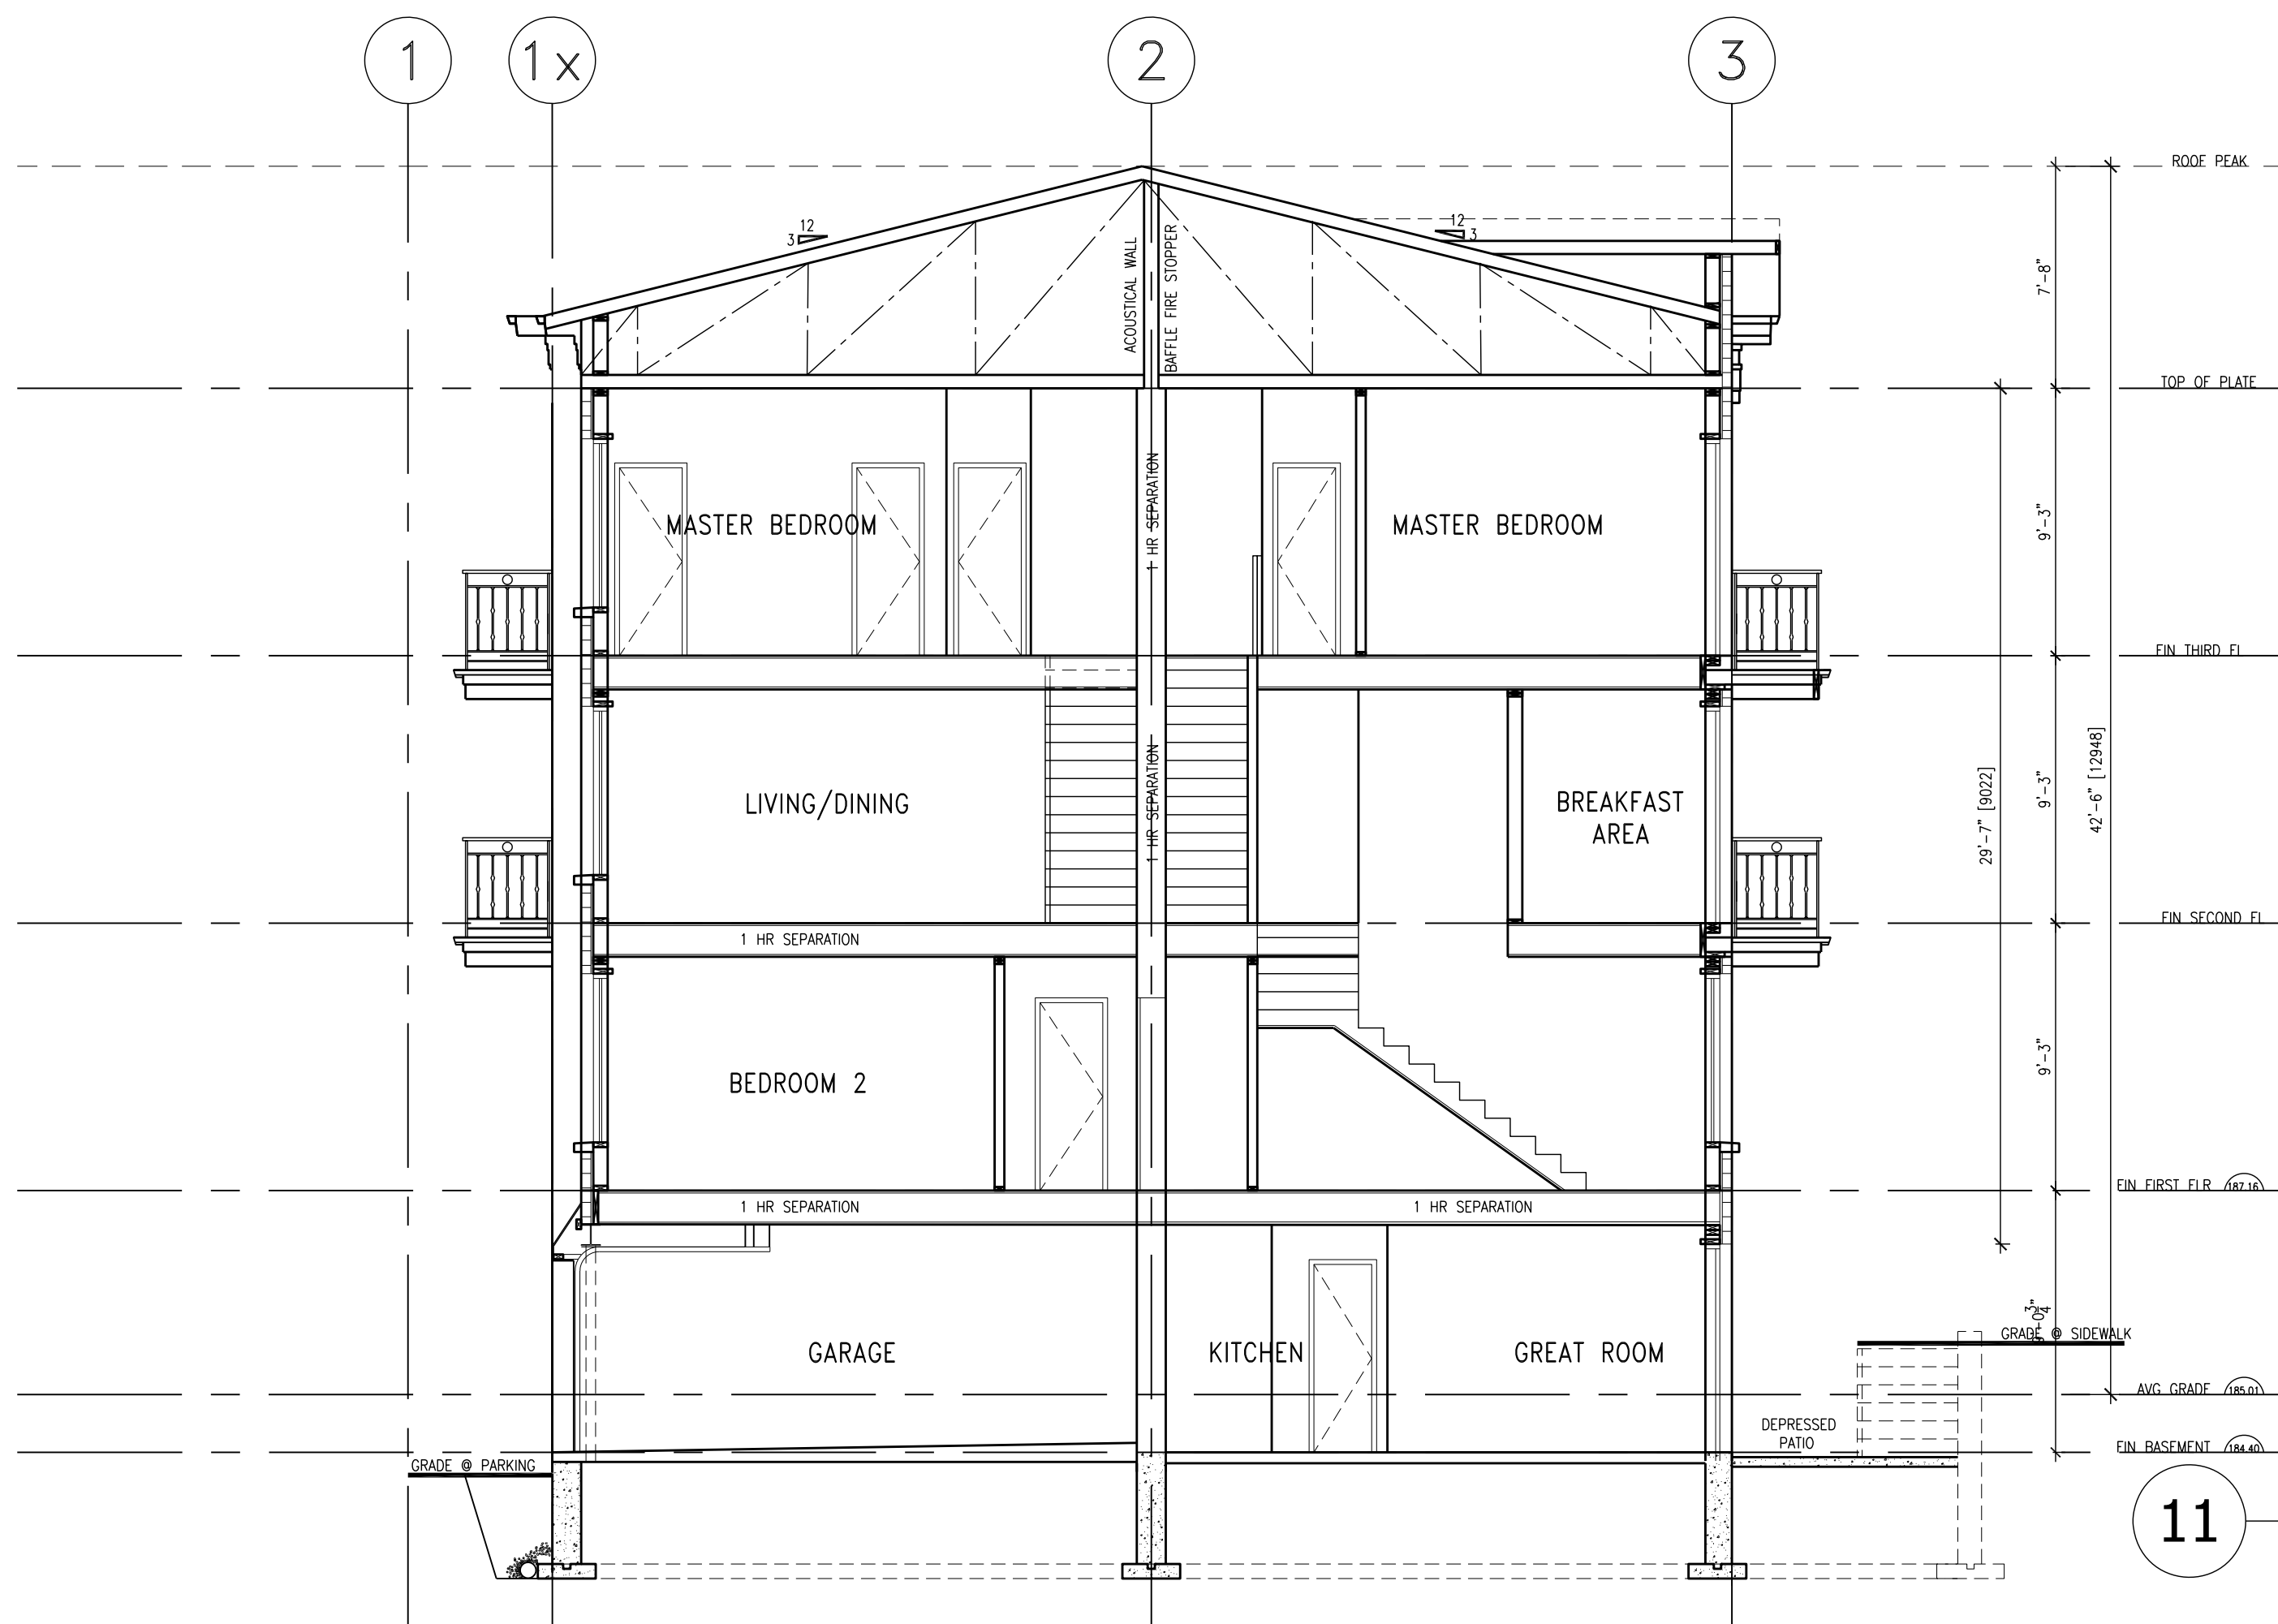 1
1x
2
3
ROOF PEAK
12
3
12
3
ACOUSTICAL WALL
BAFFLE FIRE STOPPER
7'-8"
TOP OF PLATE
1 HR SEPARATION
MASTER BEDROOM
MASTER BEDROOM
9'-3"
FIN THIRD FL
1 HR SEPARATION
LIVING/DINING
BREAKFAST
AREA
29'-7" [9022]
9'-3"
42'-6" [12948]
FIN SECOND FL
1 HR SEPARATION
BEDROOM 2
9'-3"
FIN FIRST FLR 187.16
1 HR SEPARATION
1 HR SEPARATION
GARAGE
KITCHEN
GREAT ROOM
GRADE @ SIDEWALK
AVG GRADE 185.01
DEPRESSED
PATIO
FIN BASEMENT 184.40
GRADE @ PARKING
11